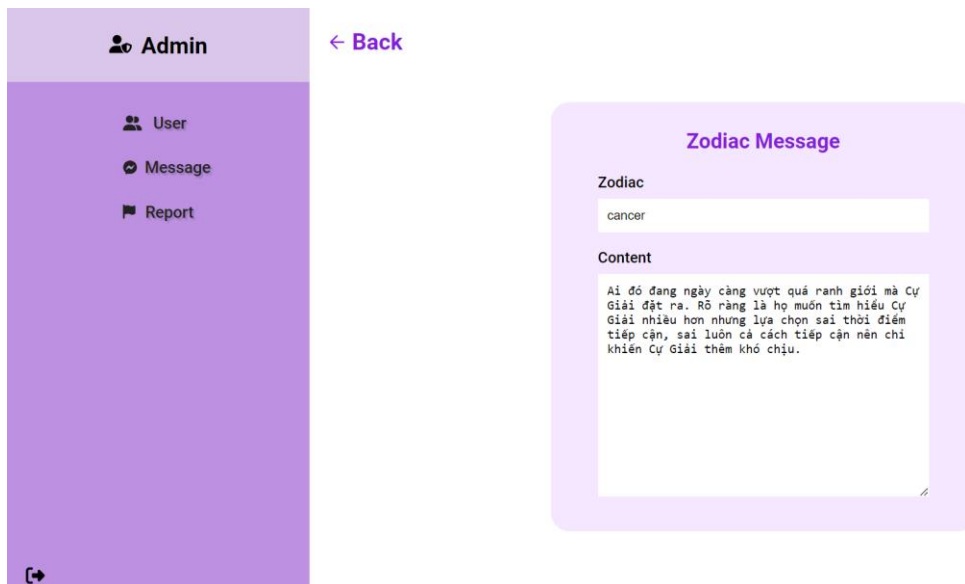 Admin
User
Message
Report
← Back
Zodiac Message
Zodiac
cancer
Content
Ai đó đang ngày càng vượt quá ranh giới mà Cự
Giải đặt ra. Rõ ràng là họ muốn tìm hiểu Cự
Giải nhiều hơn nhưng lựa chọn sai thời điểm
tiếp cận, sai luôn cả cách tiếp cận nên chỉ
khiến Cự Giải thêm khó chịu.